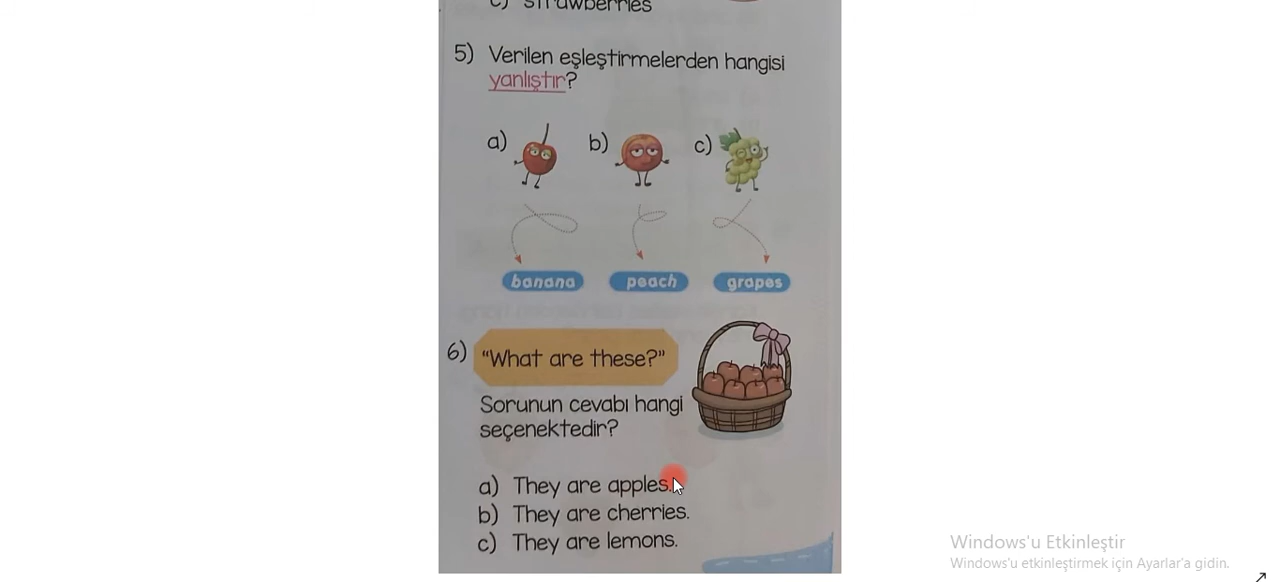 c) strawberries
5) Verilen eşleştirmelerden hangisi
yanlıştır?
a) b) c)
banana peach grapes
6) "What are these?"
Sorunun cevabı hangi
seçenektedir?
a) They are apples.
b) They are cherries.
c) They are lemons.
Windows'u Etkinleştir
Windows'u etkinleştirmek için Ayarlar'a gidin.